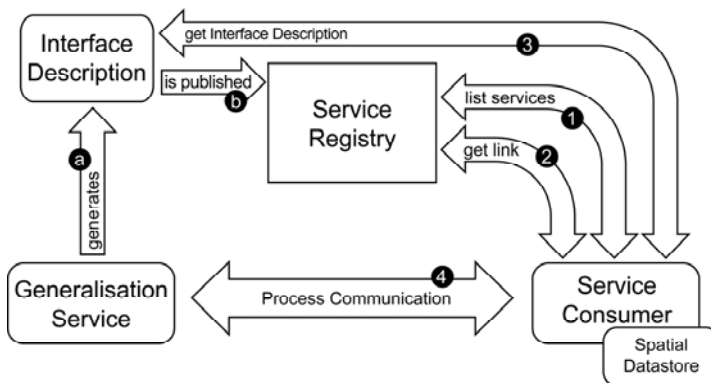 Interface
Description
get Interface Description
3
is published
b
Service
Registry
list services
1
get link
2
a
generates
Generalisation
Service
4
Process Communication
Service
Consumer
Spatial
Datastore